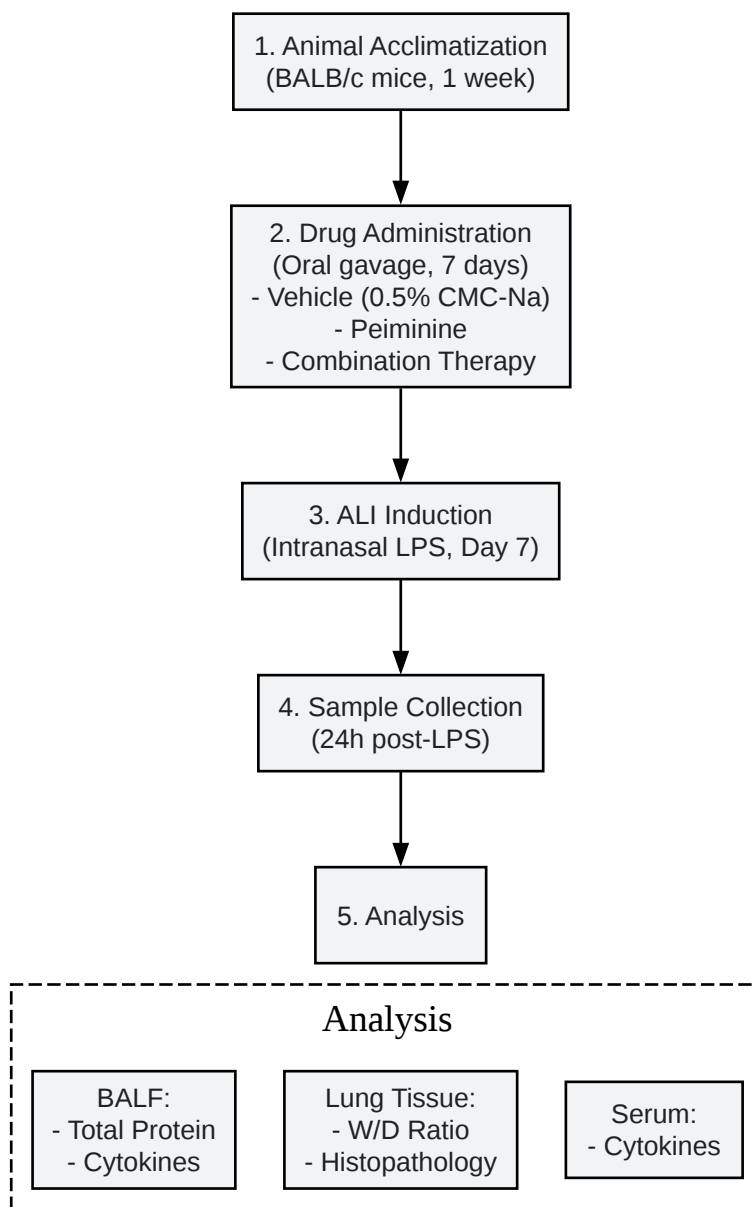 1. Animal Acclimatization
(BALB/c mice, 1 week)
2. Drug Administration
(Oral gavage, 7 days)
- Vehicle (0.5% CMC-Na)
- Peiminine
- Combination Therapy
3. ALI Induction
(Intranasal LPS, Day 7)
4. Sample Collection
(24h post-LPS)
5. Analysis
Analysis
BALF:
- Total Protein
- Cytokines
Lung Tissue:
- W/D Ratio
- Histopathology
Serum:
- Cytokines